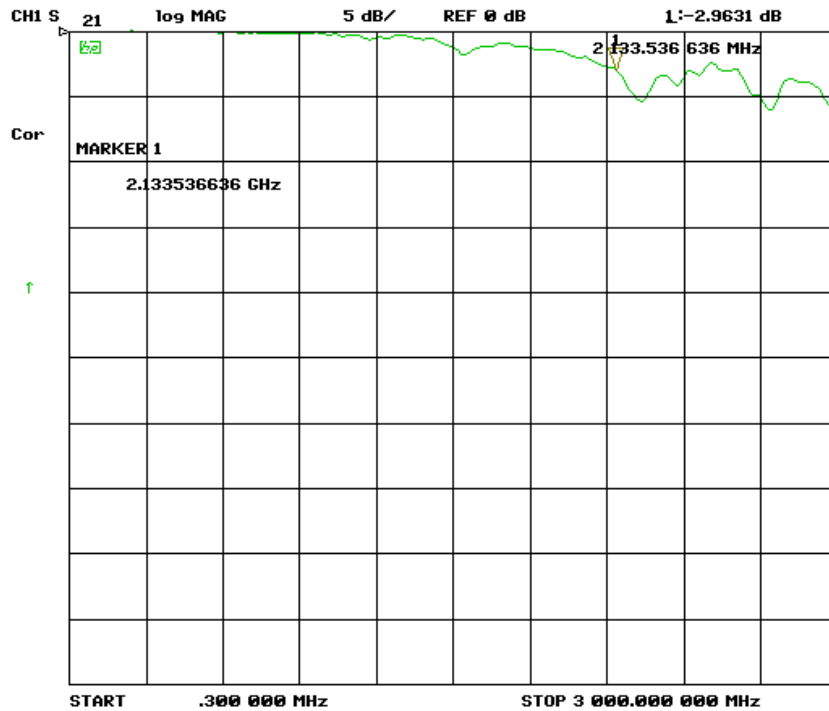 CH1 S 21 log MAG 5 dB/ REF 0 dB 1:-2.9631 dB
1
2 133.536 636 MHz
Cor
MARKER 1
2.133536636 GHz
↑
START .300 000 MHz STOP 3 000.000 000 MHz